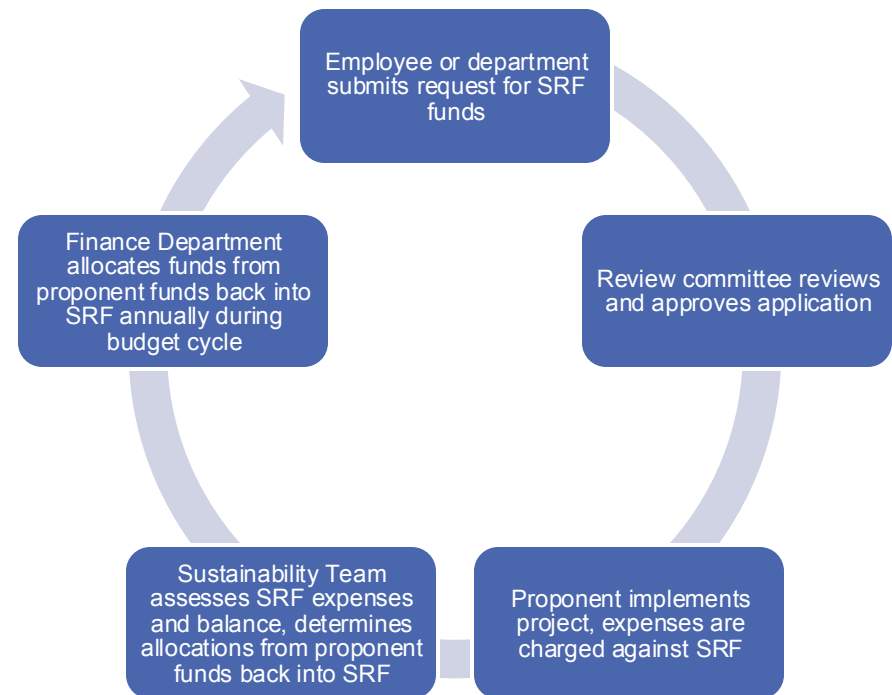 Employee or department
submits request for SRF
funds
Review committee reviews
and approves application
Proponent implements
project, expenses are
charged against SRF
Sustainability Team
assesses SRF expenses
and balance, determines
allocations from proponent
funds back into SRF
Finance Department
allocates funds from
proponent funds back into
SRF annually during
budget cycle